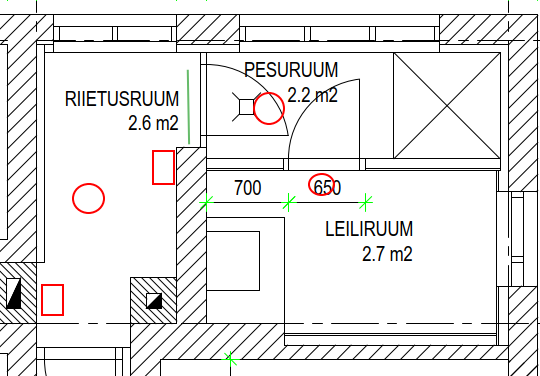 PESURUUM
2.2 m2
RIIETUSRUUM
2.6 m2
700
650
LEILIRUUM
2.7 m2